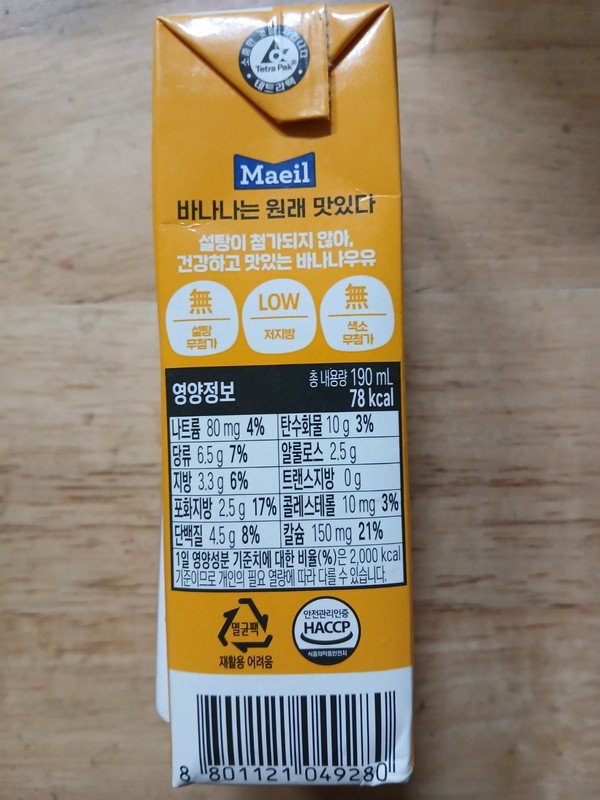 소중한 것을 담습니다
Tetra Pak®
테트라팩
Maeil
바나나는 원래 맛있다
설탕이 첨가되지 않아,
건강하고 맛있는 바나나우유
無
설탕
무첨가
LOW
저지방
無
색소
무첨가
영양정보
총 내용량 190 mL
78 kcal
나트륨 80 mg 4% 탄수화물 10 g 3%
당류 6.5 g 7% 알룰로스 2.5 g
지방 3.3 g 6% 트랜스지방 0 g
포화지방 2.5 g 17% 콜레스테롤 10 mg 3%
단백질 4.5 g 8% 칼슘 150 mg 21%
1일 영양성분 기준치에 대한 비율(%)은 2,000 kcal
기준이므로 개인의 필요 열량에 따라 다를 수 있습니다.
멸균팩
재활용 어려움
안전관리인증
HACCP
식품의약품안전처
8 801121 049280